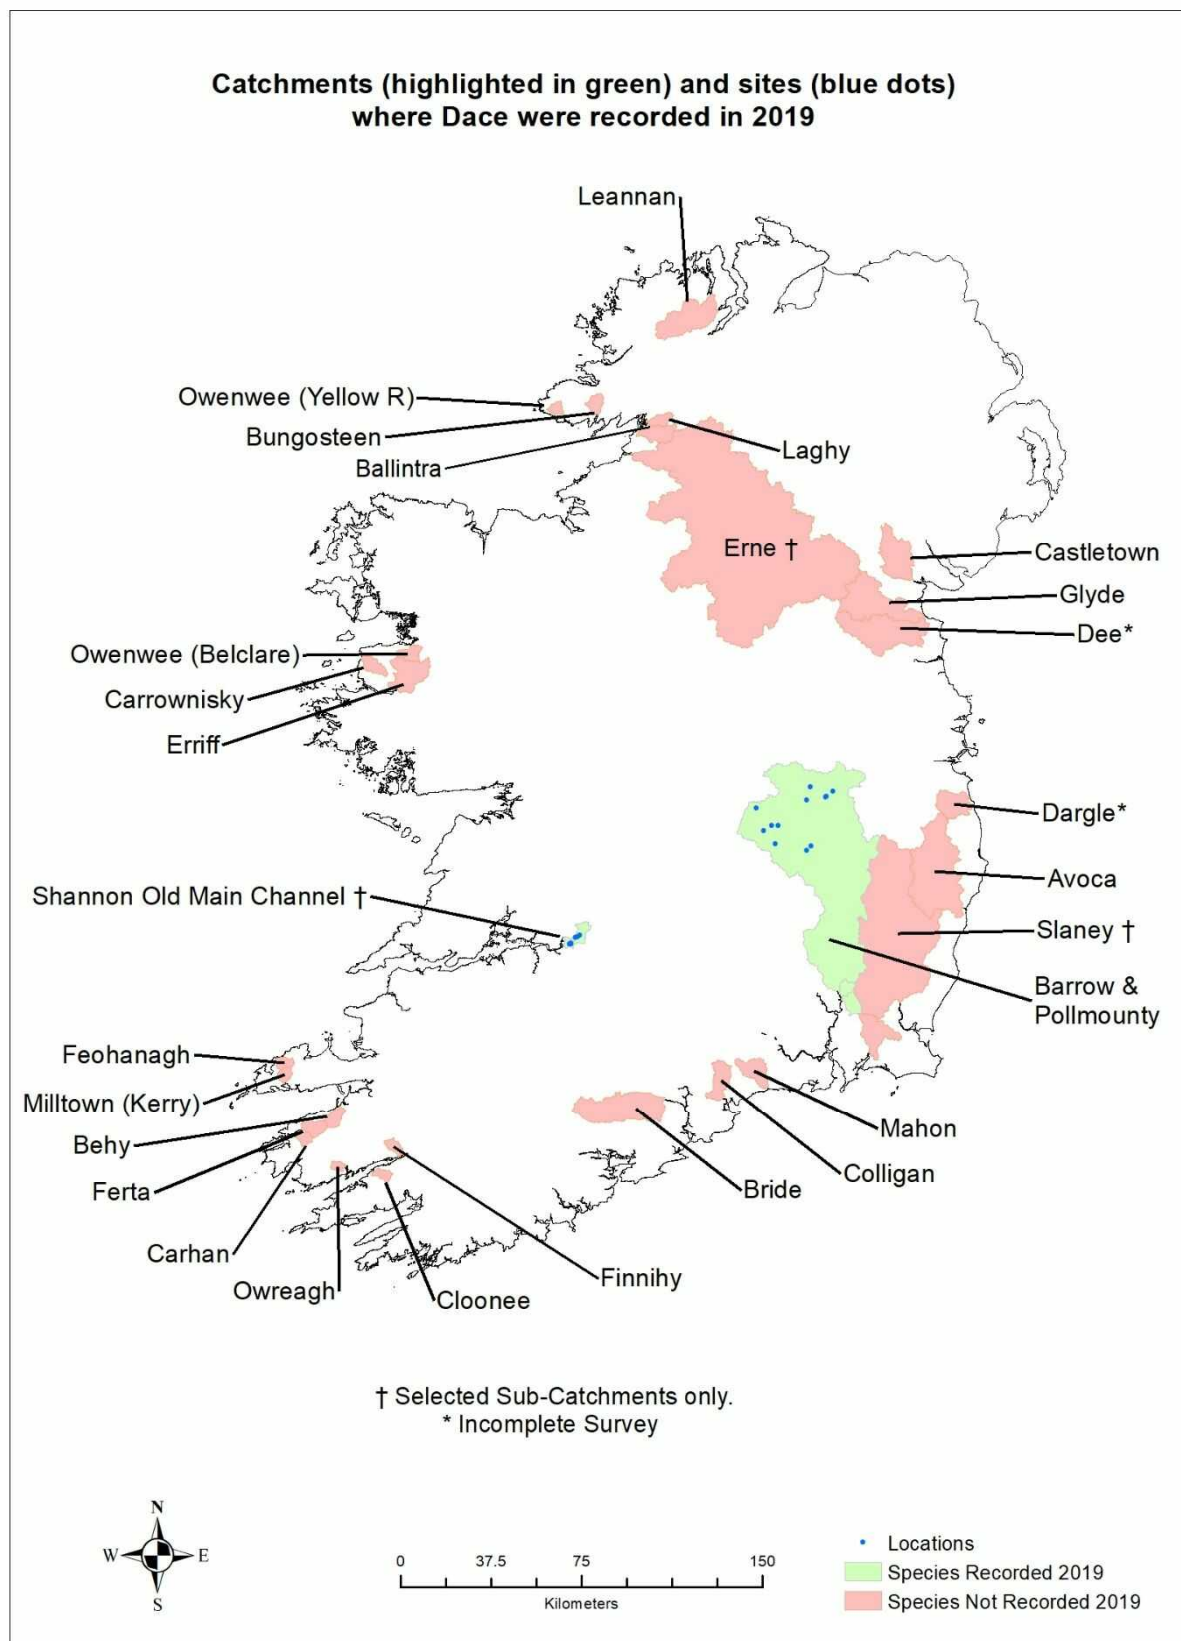 Catchments (highlighted in green) and sites (blue dots)
where Dace were recorded in 2019
Leannan
Owenwee (Yellow R)
Bungosteen
Ballintra
Laghy
Erne †
Castletown
Glyde
Dee*
Owenwee (Belclare)
Carrownisky
Erriff
Dargle*
Avoca
Shannon Old Main Channel †
Slaney †
Barrow &
Pollmounty
Feohanagh
Milltown (Kerry)
Behy
Ferta
Carhan
Owreagh
Cloonee
Finnihy
Bride
Colligan
Mahon
† Selected Sub-Catchments only.
* Incomplete Survey
N
W E
S
0 37.5 75 150
Kilometers
Locations
Species Recorded 2019
Species Not Recorded 2019